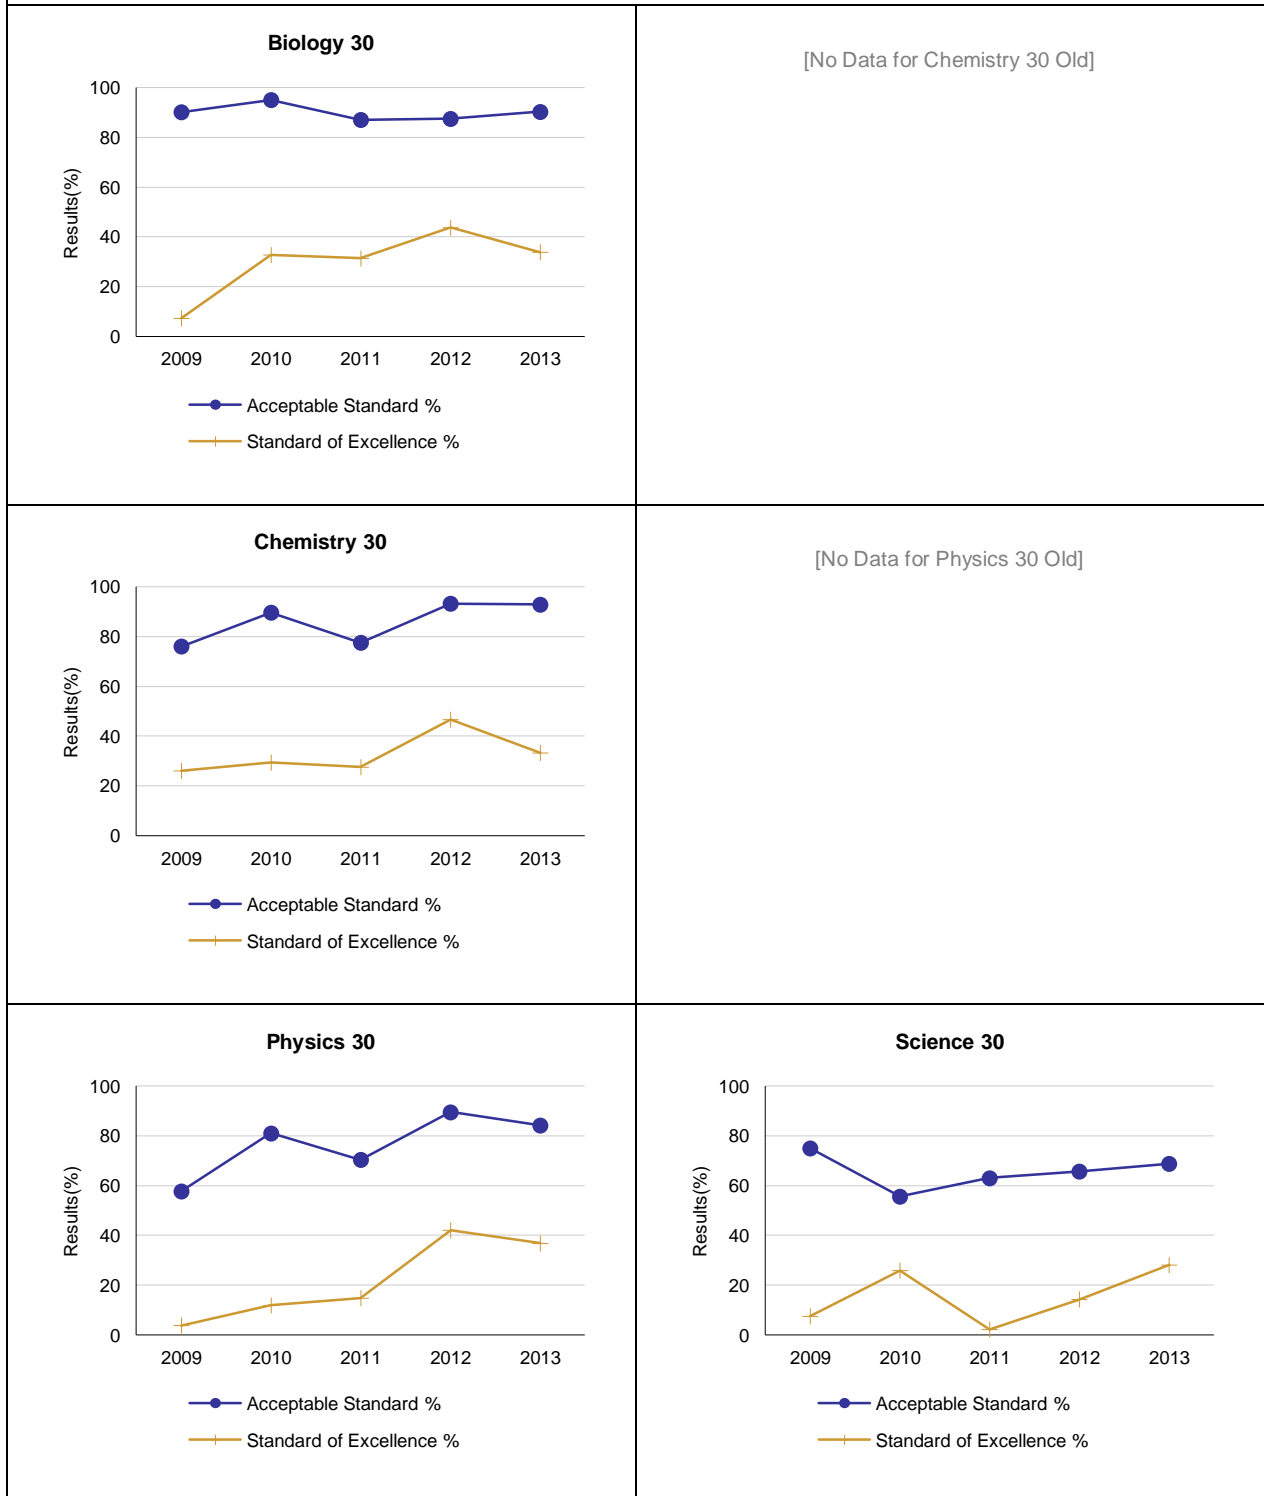 Biology 30
100
80
60
40
20
0
Results(%)
2009 2010 2011 2012 2013
Acceptable Standard %
Standard of Excellence %
[No Data for Chemistry 30 Old]
Chemistry 30
100
80
60
40
20
0
Results(%)
2009 2010 2011 2012 2013
Acceptable Standard %
Standard of Excellence %
[No Data for Physics 30 Old]
Physics 30
100
80
60
40
20
0
Results(%)
2009 2010 2011 2012 2013
Acceptable Standard %
Standard of Excellence %
Science 30
100
80
60
40
20
0
Results(%)
2009 2010 2011 2012 2013
Acceptable Standard %
Standard of Excellence %